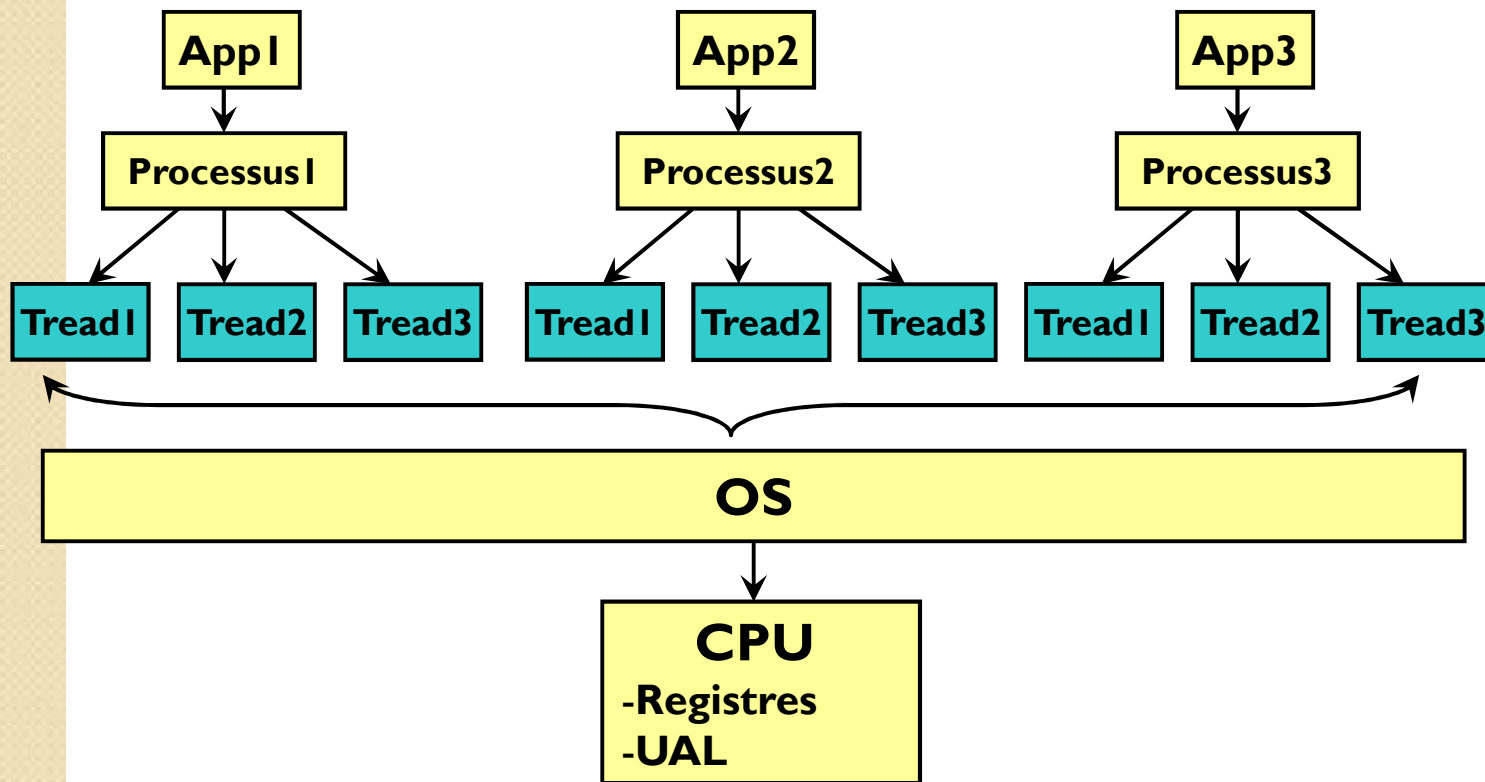 App1
App2
App3
Processus1
Processus2
Processus3
Tread1
Tread2
Tread3
Tread1
Tread2
Tread3
Tread1
Tread2
Tread3
OS
CPU
-Registres
-UAL